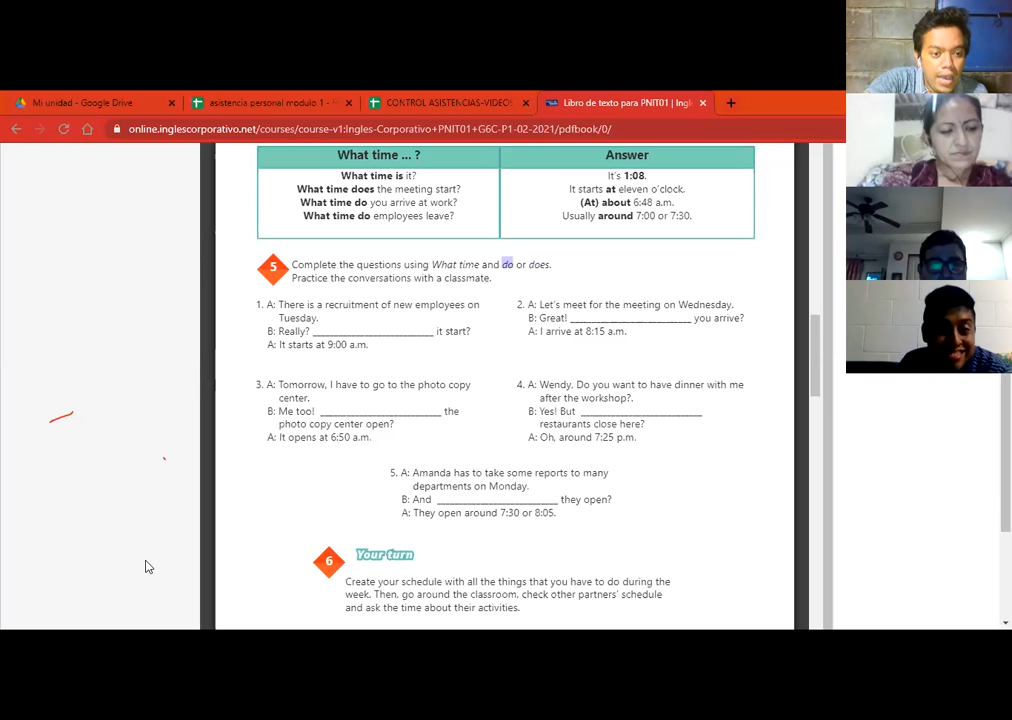 Mi unidad - Google Drive
asistencia personal modulo 1 -
CONTROL ASISTENCIAS-VIDEOS
Libro de texto para PNIT01 | Ingl
online.inglescorporativo.net/courses/course-v1:Ingles-Corporativo+PNIT01+G6C-P1-02-2021/pdfbook/0/
What time ... ? Answer
What time is it? It's 1:08.
What time does the meeting start? It starts at eleven o'clock.
What time do you arrive at work? (At) about 6:48 a.m.
What time do employees leave? Usually around 7:00 or 7:30.
5 Complete the questions using What time and do or does.
Practice the conversations with a classmate.
1. A: There is a recruitment of new employees on
Tuesday.
B: Really? __________________________ it start?
A: It starts at 9:00 a.m.
2. A: Let's meet for the meeting on Wednesday.
B: Great! __________________________ you arrive?
A: I arrive at 8:15 a.m.
3. A: Tomorrow, I have to go to the photo copy
center.
B: Me too! __________________________ the
photo copy center open?
A: It opens at 6:50 a.m.
4. A: Wendy. Do you want to have dinner with me
after the workshop?.
B: Yes! But __________________________
restaurants close here?
A: Oh, around 7:25 p.m.
5. A: Amanda has to take some reports to many
departments on Monday.
B: And __________________________ they open?
A: They open around 7:30 or 8:05.
6 Your turn
Create your schedule with all the things that you have to do during the
week. Then, go around the classroom, check other partners' schedule
and ask the time about their activities.